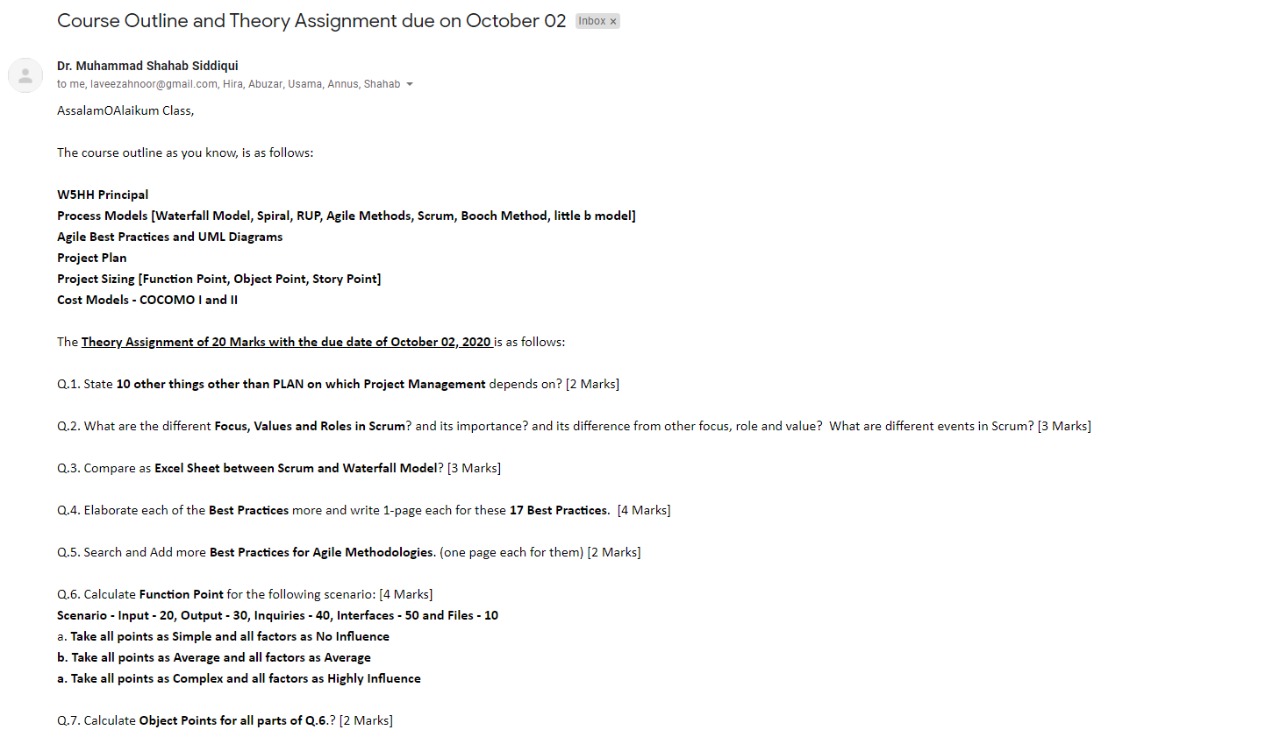 Course Outline and Theory Assignment due on October 02 Inbox x
Dr. Muhammad Shahab Siddiqui
to me, laveezahnoor@gmail.com, Hira, Abuzar, Usama, Annus, Shahab
AssalamOAlaikum Class,
The course outline as you know, is as follows:
W5HH Principal
Process Models [Waterfall Model, Spiral, RUP, Agile Methods, Scrum, Booch Method, little b model]
Agile Best Practices and UML Diagrams
Project Plan
Project Sizing [Function Point, Object Point, Story Point]
Cost Models - COCOMO I and II
The Theory Assignment of 20 Marks with the due date of October 02, 2020 is as follows:
Q.1. State 10 other things other than PLAN on which Project Management depends on? [2 Marks]
Q.2. What are the different Focus, Values and Roles in Scrum? and its importance? and its difference from other focus, role and value?  What are different events in Scrum? [3 Marks]
Q.3. Compare as Excel Sheet between Scrum and Waterfall Model? [3 Marks]
Q.4. Elaborate each of the Best Practices more and write 1-page each for these 17 Best Practices.  [4 Marks]
Q.5. Search and Add more Best Practices for Agile Methodologies. (one page each for them) [2 Marks]
Q.6. Calculate Function Point for the following scenario: [4 Marks]
Scenario - Input - 20, Output - 30, Inquiries - 40, Interfaces - 50 and Files - 10
a. Take all points as Simple and all factors as No Influence
b. Take all points as Average and all factors as Average
a. Take all points as Complex and all factors as Highly Influence
Q.7. Calculate Object Points for all parts of Q.6.? [2 Marks]